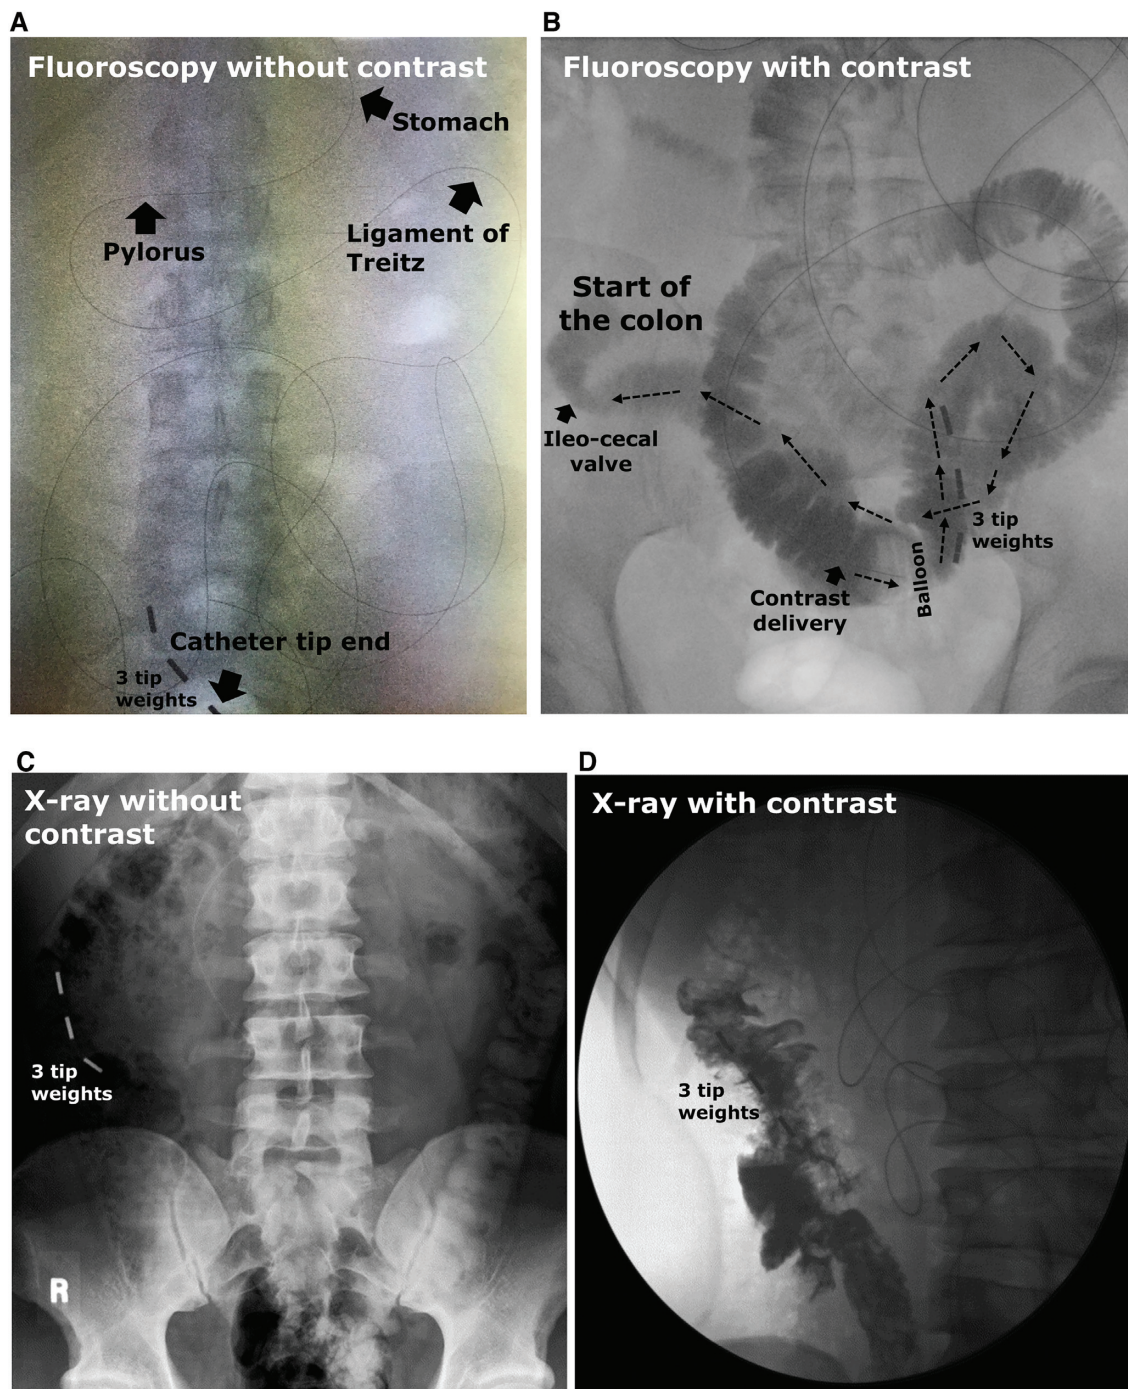 A
Fluoroscopy without contrast
Stomach
Pylorus
Ligament of
Treitz
Catheter tip end
3 tip
weights
B
Fluoroscopy with contrast
Start of
the colon
Ileo-cecal
valve
3 tip
weights
Balloon
Contrast
delivery
C
X-ray without
contrast
3 tip
weights
R
D
X-ray with contrast
3 tip
weights